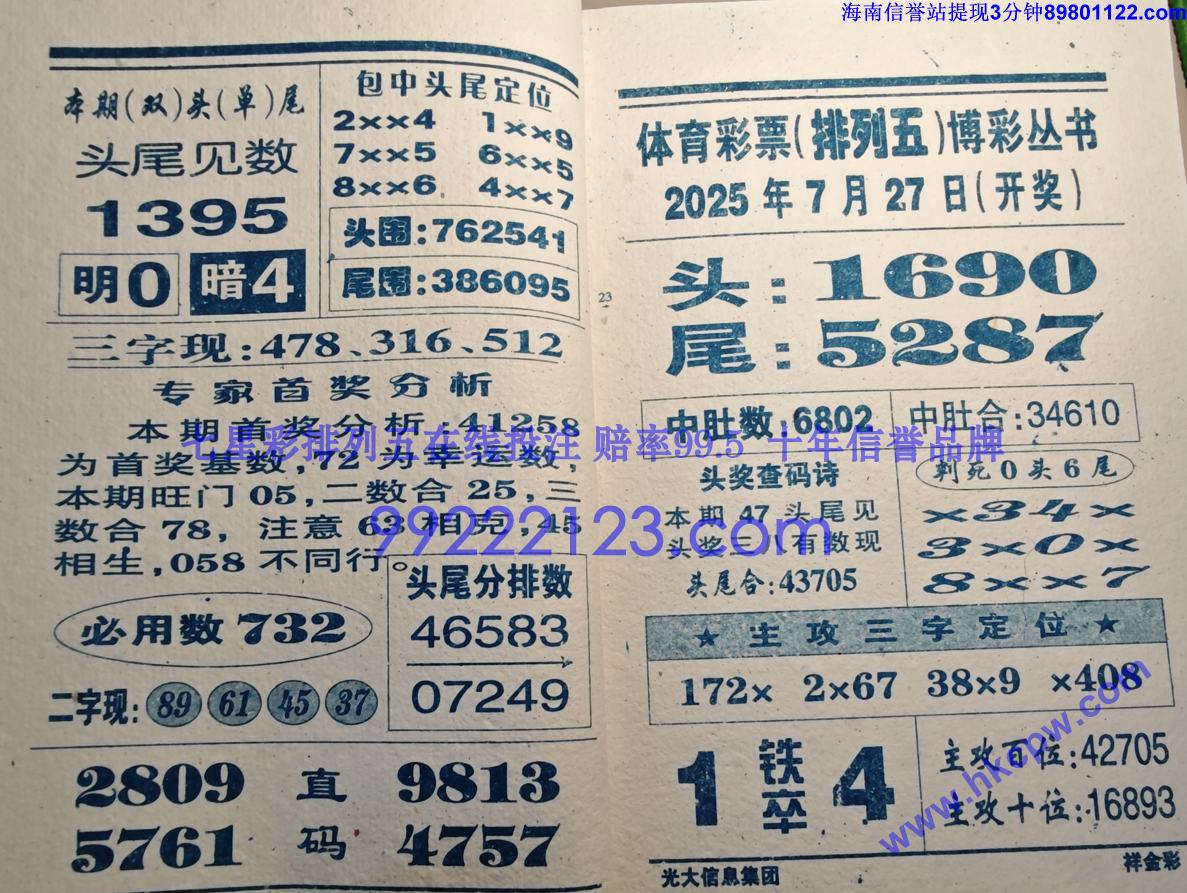 海南信誉站提现3分钟89801122.com
本期(双)头(单)尾
头尾见数
1395
明0 暗4
包中头尾定位
2××4 1××9
7××5 6××5
8××6 4××7
头围:762541
尾围:386095
三字现:478、316、512
专家首奖分析
本期首奖分析:41258
为首奖基数,72为幸运数,
本期旺门05,二数合25,三
数合78,注意63相克,45
相生,058不同行。
必用数732
二字现: 89 61 45 37
头尾分排数
46583
07249
2809 直 9813
5761 码 4757
23
体育彩票(排列五)博彩丛书
2025年7月27日(开奖)
头:1690
尾:5287
中肚数:6802
中肚合:34610
头奖查码诗
本期47头尾见
头奖三八有数现
头尾合:43705
判死0头6尾
×34×
3×0×
8××7
★主攻三字定位★
172× 2×67 38×9 ×408
1 铁卒 4
主攻百位:42705
主攻十位:16893
光大信息集团
祥金彩
七星彩排列五在线投注 赔率99.5 十年信誉品牌
99222123.com
www.hkcpw.com